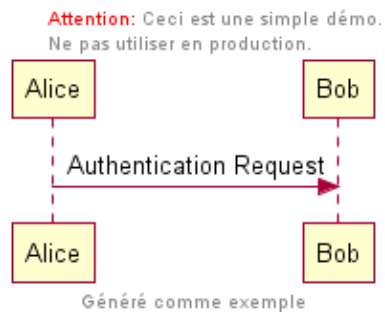 Attention: Ceci est une simple démo.
Ne pas utiliser en production.
Alice Bob
Authentication Request
Alice Bob
Généré comme exemple